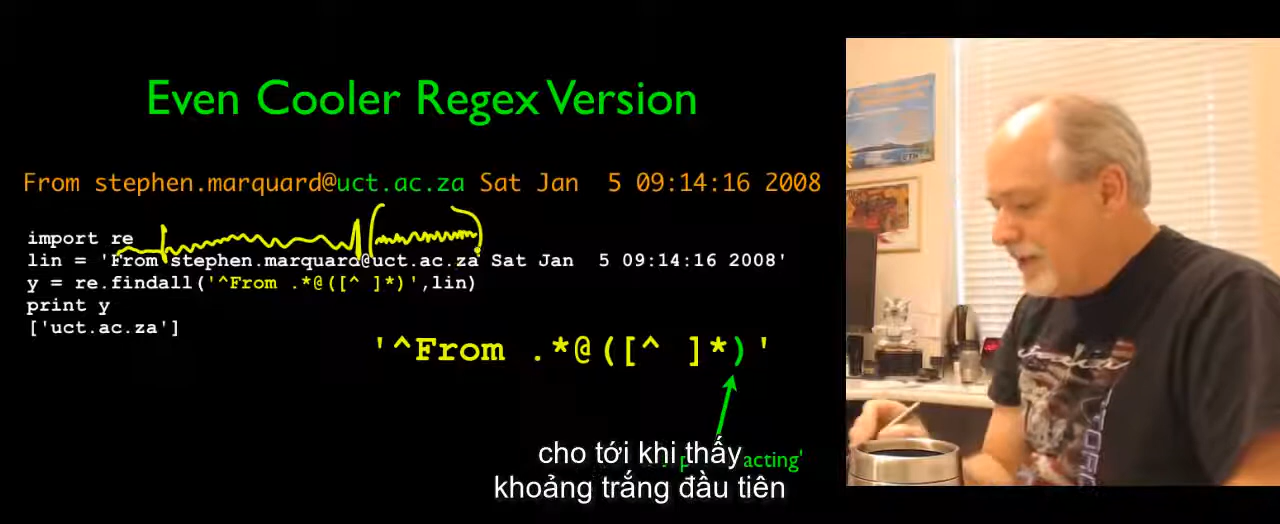 Even Cooler Regex Version
From stephen.marquard@uct.ac.za Sat Jan  5 09:14:16 2008
import re
lin = 'From stephen.marquard@uct.ac.za Sat Jan  5 09:14:16 2008'
y = re.findall('^From .*@([^ ]*)',lin)
print y
['uct.ac.za']
'^From .*@([^ ]*)'
acting'
cho tới khi thấy
khoảng trắng đầu tiên